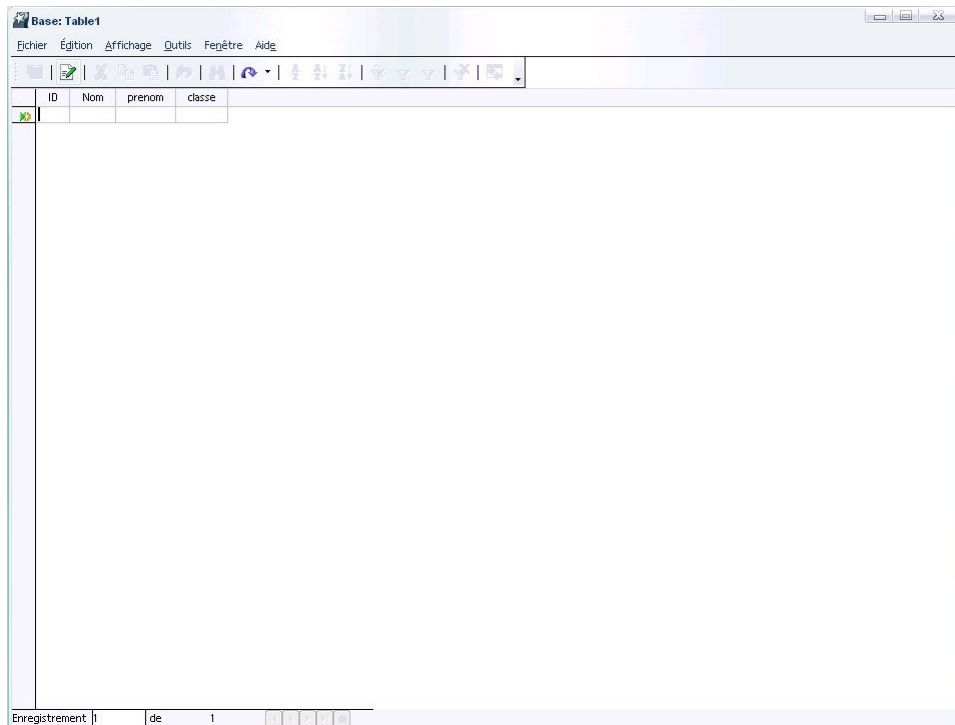 Base: Table1
Fichier Édition Affichage Outils Fenêtre Aide
ID Nom prenom classe
Enregistrement 1 de 1